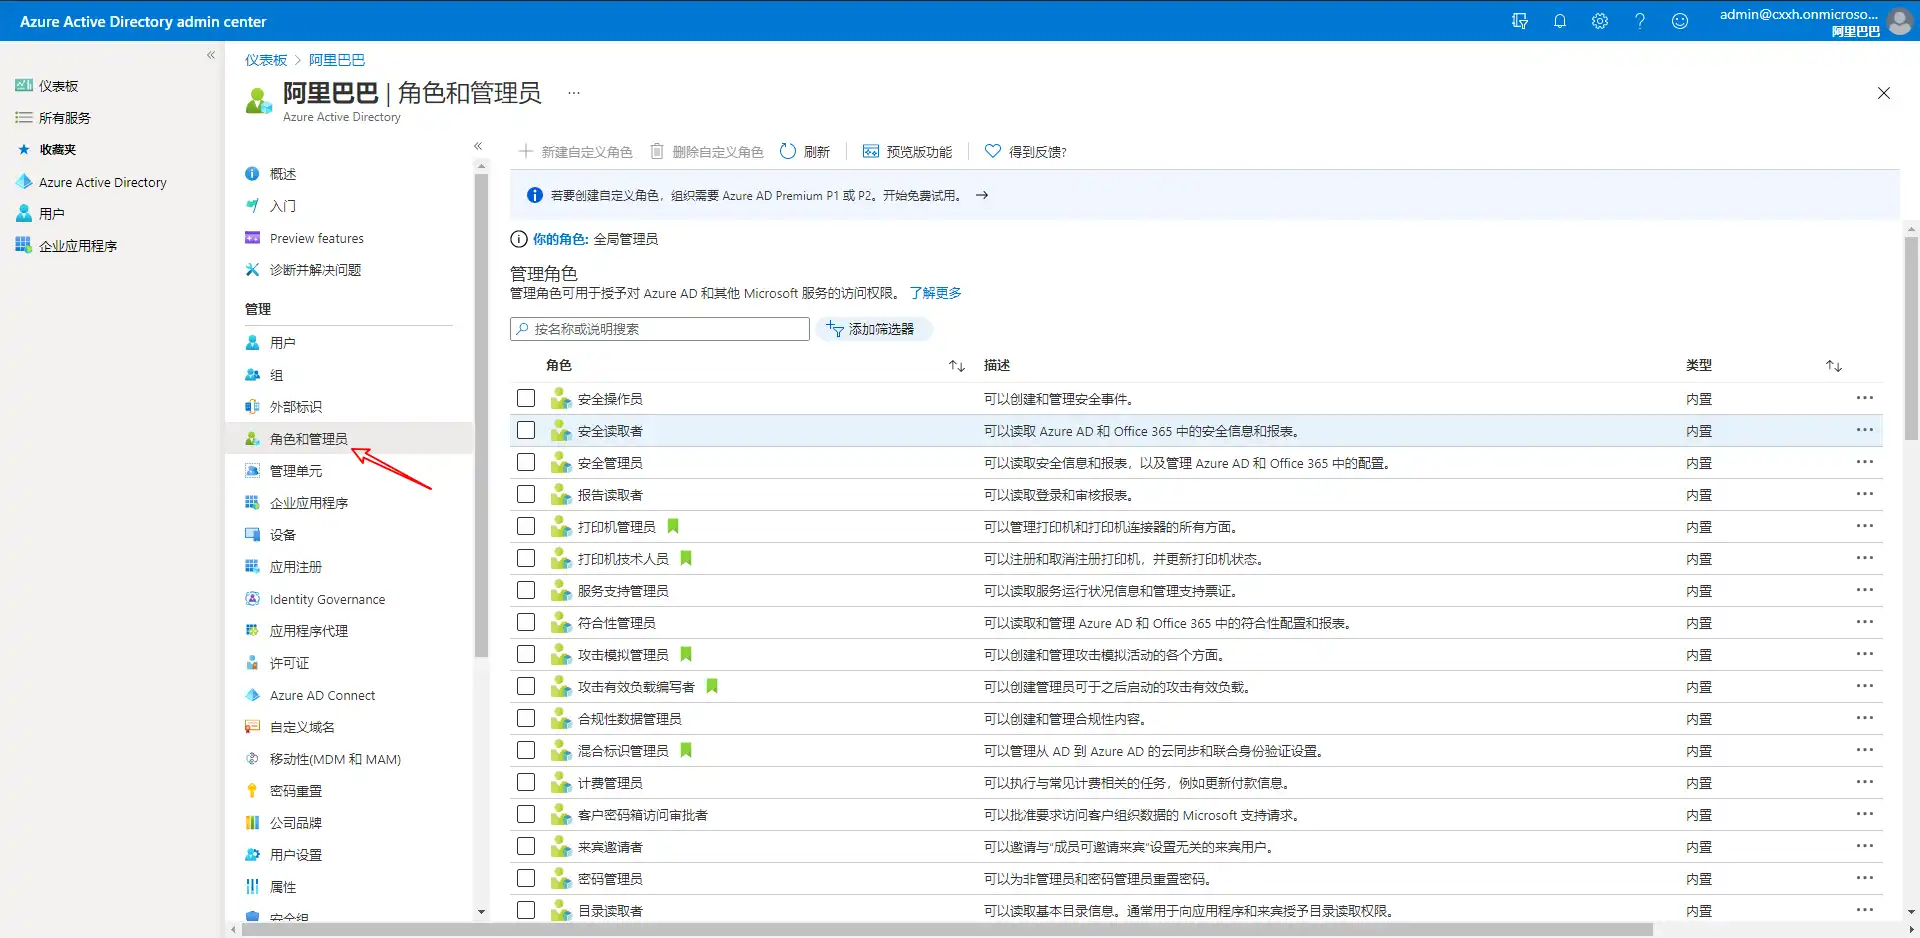 Azure Active Directory admin center
admin@cxxh.onmicroso...
阿里巴巴
仪表板
所有服务
收藏夹
Azure Active Directory
用户
企业应用程序
仪表板 > 阿里巴巴
阿里巴巴 | 角色和管理员 ...
Azure Active Directory
概述
入门
Preview features
诊断并解决问题
管理
用户
组
外部标识
角色和管理员
管理单元
企业应用程序
设备
应用注册
Identity Governance
应用程序代理
许可证
Azure AD Connect
自定义域名
移动性(MDM 和 MAM)
密码重置
公司品牌
用户设置
属性
安全组
新建自定义角色 删除自定义角色 刷新 预览版功能 得到反馈?
若要创建自定义角色，组织需要 Azure AD Premium P1 或 P2。开始免费试用。 →
你的角色: 全局管理员
管理角色
管理角色可用于授予对 Azure AD 和其他 Microsoft 服务的访问权限。 了解更多
按名称或说明搜索 添加筛选器
角色 描述 类型
安全操作员 可以创建和管理安全事件。 内置
安全读取者 可以读取 Azure AD 和 Office 365 中的安全信息和报表。 内置
安全管理员 可以读取安全信息和报表，以及管理 Azure AD 和 Office 365 中的配置。 内置
报告读取者 可以读取登录和审核报表。 内置
打印机管理员 可以管理打印机和打印机连接器的所有方面。 内置
打印机技术人员 可以注册和取消注册打印机，并更新打印机状态。 内置
服务支持管理员 可以读取服务运行状况信息和管理支持票证。 内置
符合性管理员 可以读取和管理 Azure AD 和 Office 365 中的符合性配置和报表。 内置
攻击模拟管理员 可以创建和管理攻击模拟活动的各个方面。 内置
攻击有效负载编写者 可以创建管理员可于之后启动的攻击有效负载。 内置
合规性数据管理员 可以创建和管理合规性内容。 内置
混合标识管理员 可以管理从 AD 到 Azure AD 的云同步和联合身份验证设置。 内置
计费管理员 可以执行与常见计费相关的任务，例如更新付款信息。 内置
客户密码箱访问审批者 可以批准要求访问客户组织数据的 Microsoft 支持请求。 内置
来宾邀请者 可以邀请与“成员可邀请来宾”设置无关的来宾用户。 内置
密码管理员 可以为非管理员和密码管理员重置密码。 内置
目录读取者 可以读取基本目录信息。通常用于向应用程序和来宾授予目录读取权限。 内置